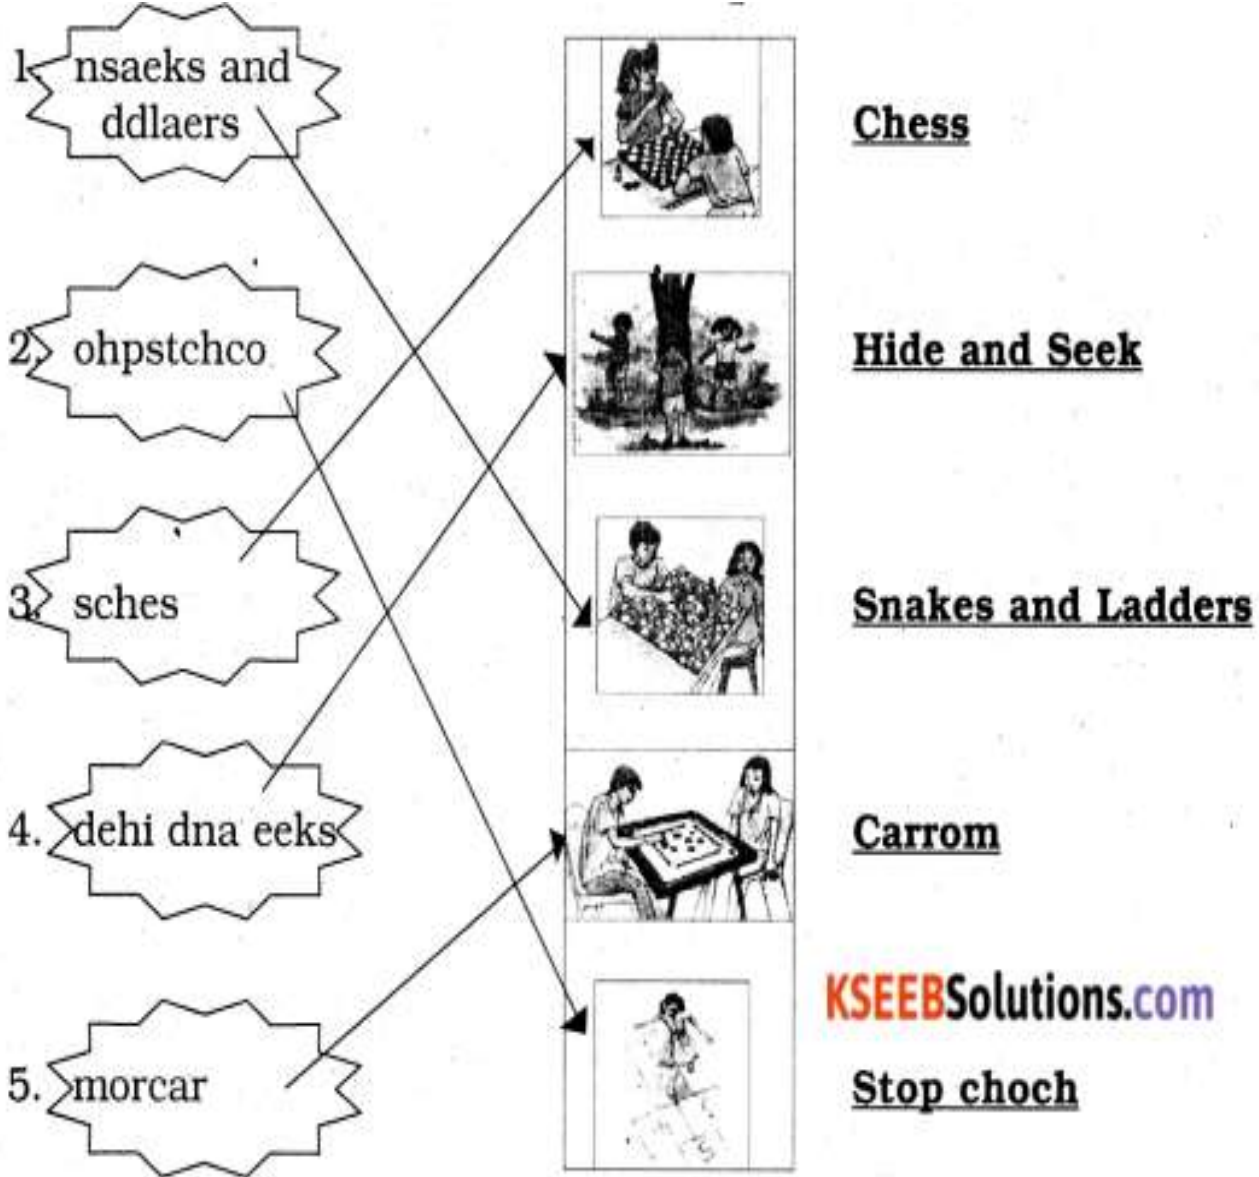 1. nsaeks and
ddlaers
Chess
2. ohpstchco
Hide and Seek
3. sches
Snakes and Ladders
4. dehi dna eeks
Carrom
KSEEBSolutions.com
5. morcar
Stop choch